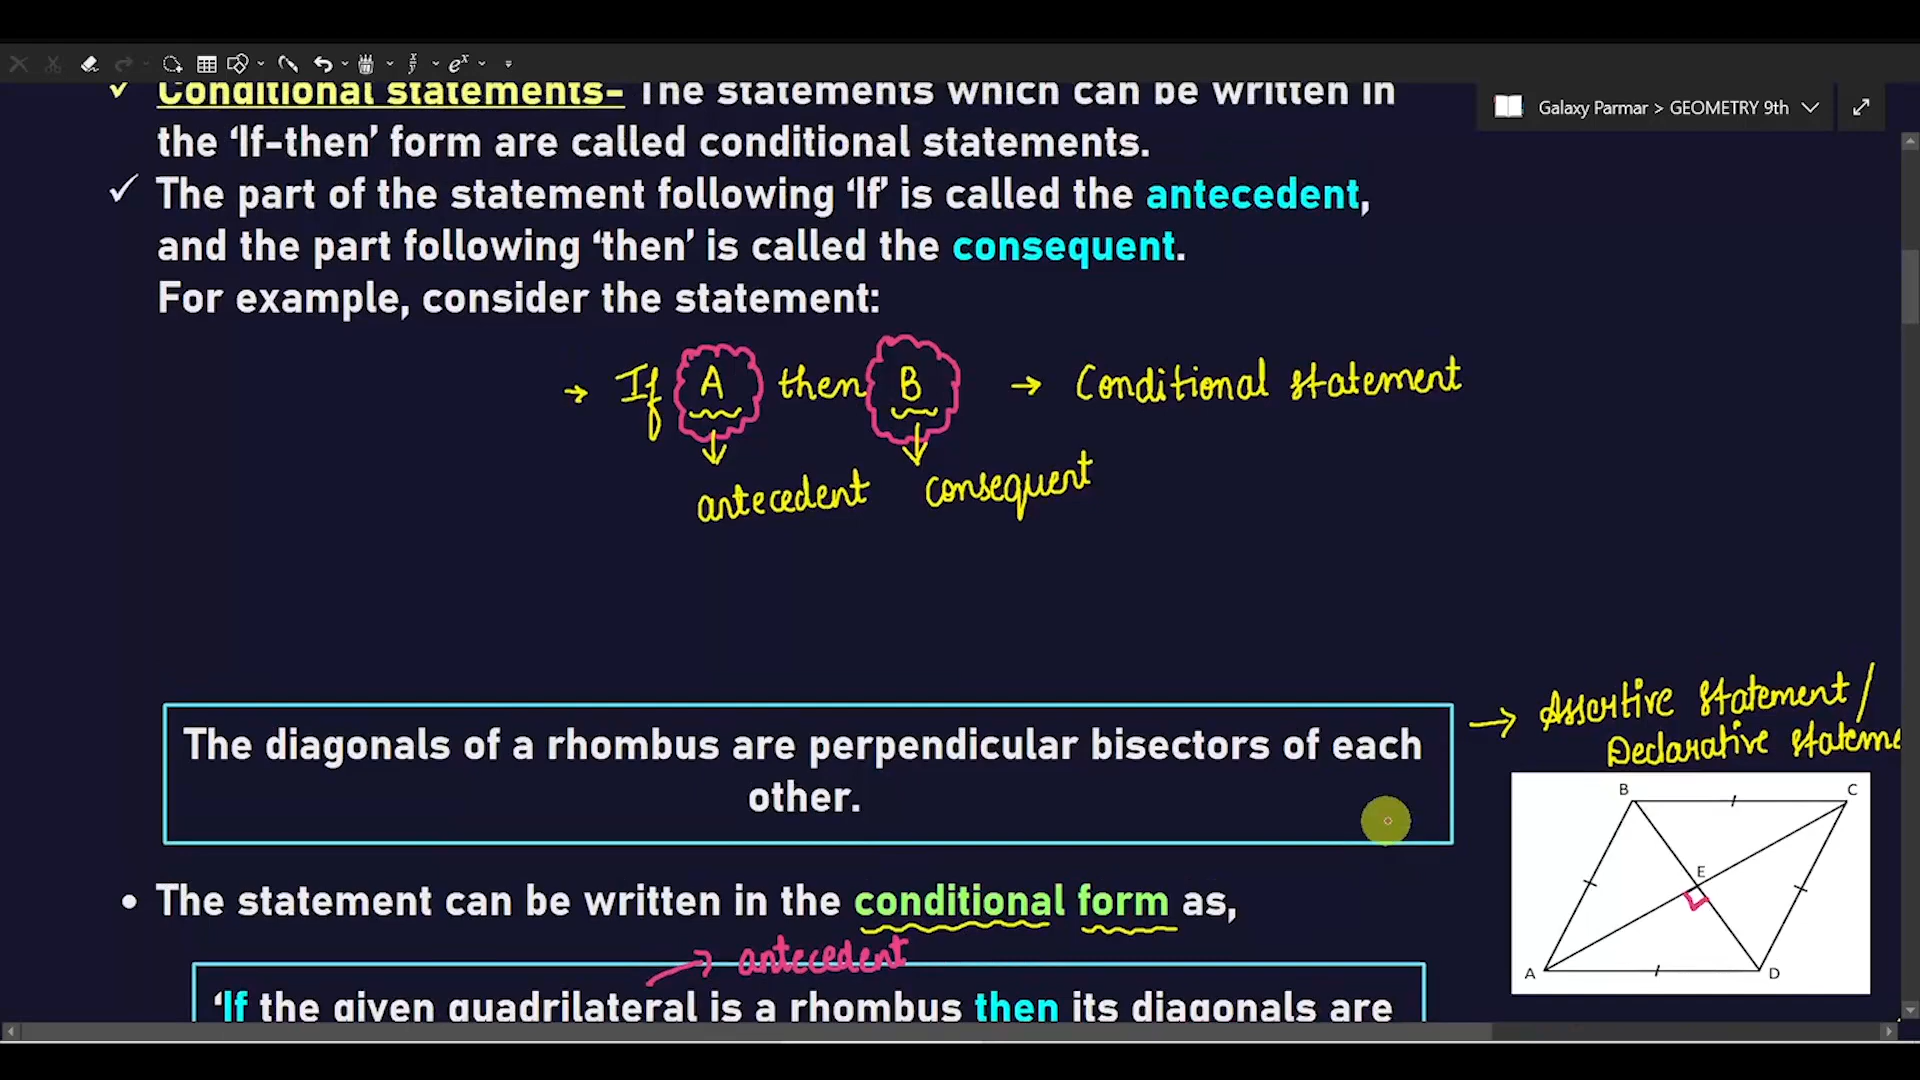 Galaxy Parmar > GEOMETRY 9th
✓ Conditional statements- The statements which can be written in
the ‘If-then’ form are called conditional statements.
✓ The part of the statement following ‘If’ is called the antecedent,
and the part following ‘then’ is called the consequent.
For example, consider the statement:
→ If A then B → Conditional statement
antecedent consequent
→ Assertive statement /
Declarative stateme
The diagonals of a rhombus are perpendicular bisectors of each
other.
B C
E
A D
• The statement can be written in the conditional form as,
→ antecedent
‘If the given quadrilateral is a rhombus then its diagonals are